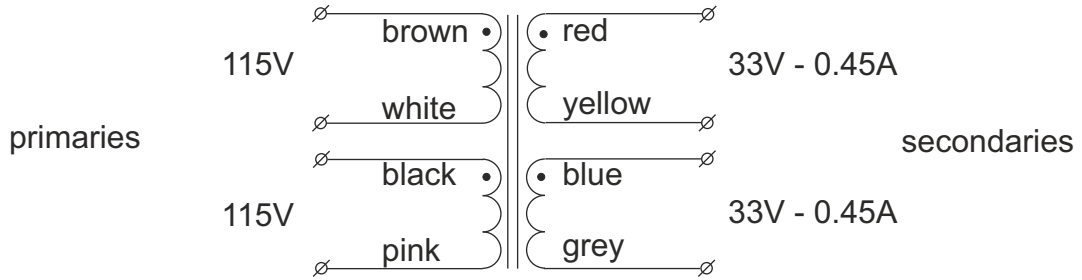 brown
red
115V
33V - 0.45A
white
yellow
primaries
secondaries
black
blue
115V
33V - 0.45A
pink
grey